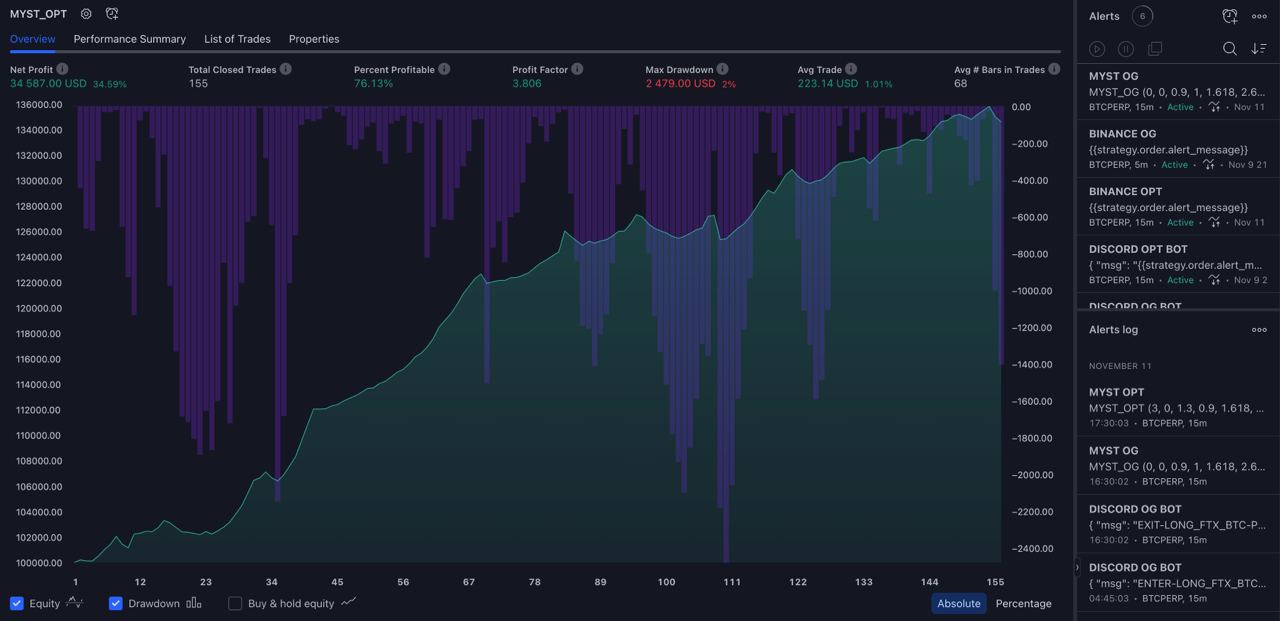 MYST_OPT
Overview Performance Summary List of Trades Properties
Net Profit Total Closed Trades Percent Profitable Profit Factor Max Drawdown Avg Trade Avg # Bars in Trades
34 587.00 USD 34.59% 155 76.13% 3.806 2 479.00 USD 2% 223.14 USD 1.01% 68
136000.00
134000.00
132000.00
130000.00
128000.00
126000.00
124000.00
122000.00
120000.00
118000.00
116000.00
114000.00
112000.00
110000.00
108000.00
106000.00
104000.00
102000.00
100000.00
0.00
−200.00
−400.00
−600.00
−800.00
−1000.00
−1200.00
−1400.00
−1600.00
−1800.00
−2000.00
−2200.00
−2400.00
1 12 23 34 45 56 67 78 89 100 111 122 133 144 155
Equity Drawdown Buy & hold equity Absolute Percentage
Alerts 6
MYST OG
MYST_OG (0, 0, 0.9, 1, 1.618, 2.6...
BTCPERP, 15m • Active • • Nov 11
BINANCE OG
{{strategy.order.alert_message}}
BTCPERP, 5m • Active • • Nov 9 21
BINANCE OPT
{{strategy.order.alert_message}}
BTCPERP, 15m • Active • • Nov 11
DISCORD OPT BOT
{ "msg": "{{strategy.order.alert_m...
BTCPERP, 15m • Active • • Nov 9 2
DISCORD OG BOT
Alerts log
NOVEMBER 11
MYST OPT
MYST_OPT (3, 0, 1.3, 0.9, 1.618, ...
17:30:03 • BTCPERP, 15m
MYST OG
MYST_OG (0, 0, 0.9, 1, 1.618, 2.6...
16:30:02 • BTCPERP, 15m
DISCORD OG BOT
{ "msg": "EXIT-LONG_FTX_BTC-P...
16:30:02 • BTCPERP, 15m
DISCORD OG BOT
{ "msg": "ENTER-LONG_FTX_BTC...
04:45:03 • BTCPERP, 15m